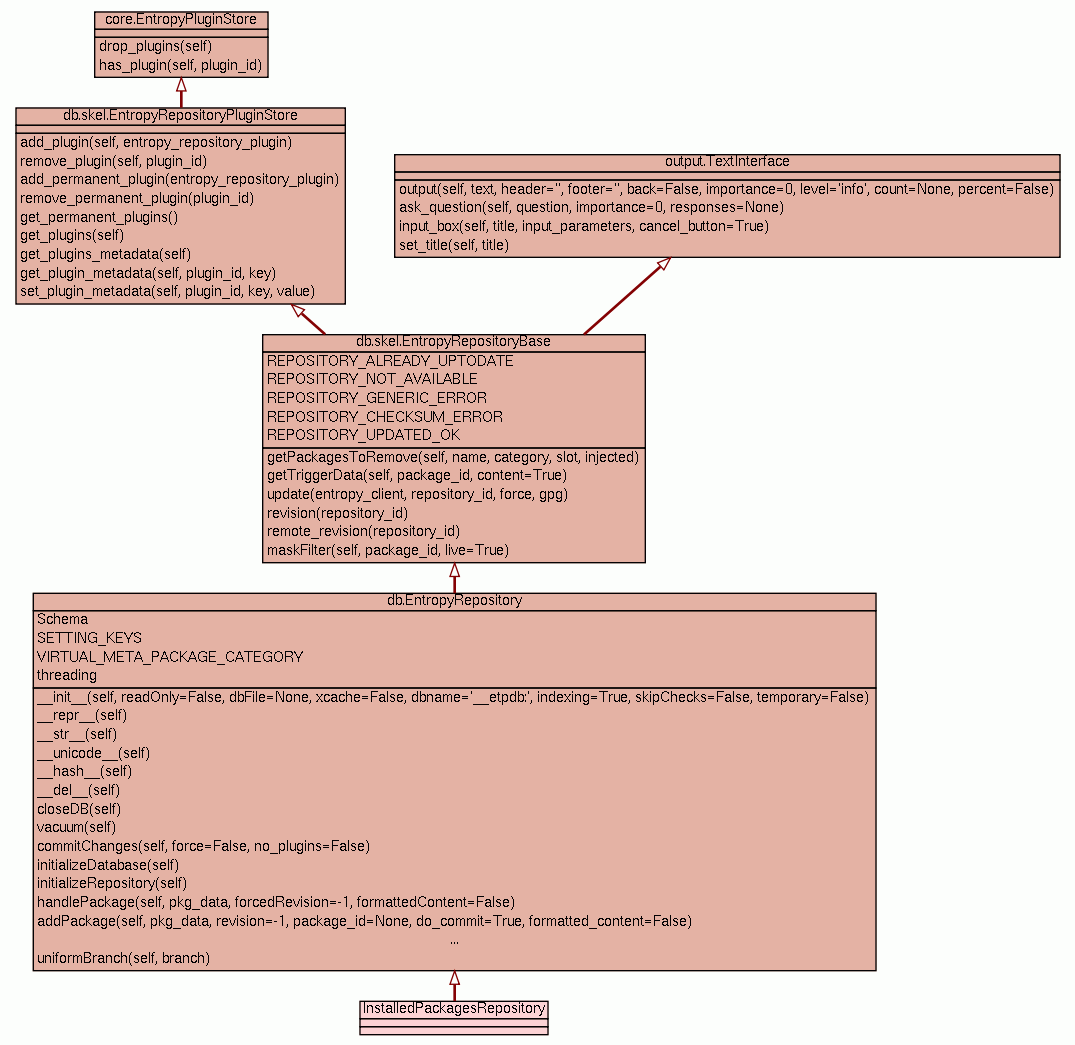 core.EntropyPluginStore
drop_plugins(self)
has_plugin(self, plugin_id)
db.skel.EntropyRepositoryPluginStore
add_plugin(self, entropy_repository_plugin)
remove_plugin(self, plugin_id)
add_permanent_plugin(entropy_repository_plugin)
remove_permanent_plugin(plugin_id)
get_permanent_plugins()
get_plugins(self)
get_plugins_metadata(self)
get_plugin_metadata(self, plugin_id, key)
set_plugin_metadata(self, plugin_id, key, value)
output.TextInterface
output(self, text, header='', footer='', back=False, importance=0, level='info', count=None, percent=False)
ask_question(self, question, importance=0, responses=None)
input_box(self, title, input_parameters, cancel_button=True)
set_title(self, title)
db.skel.EntropyRepositoryBase
REPOSITORY_ALREADY_UPTODATE
REPOSITORY_NOT_AVAILABLE
REPOSITORY_GENERIC_ERROR
REPOSITORY_CHECKSUM_ERROR
REPOSITORY_UPDATED_OK
getPackagesToRemove(self, name, category, slot, injected)
getTriggerData(self, package_id, content=True)
update(entropy_client, repository_id, force, gpg)
revision(repository_id)
remote_revision(repository_id)
maskFilter(self, package_id, live=True)
db.EntropyRepository
Schema
SETTING_KEYS
VIRTUAL_META_PACKAGE_CATEGORY
threading
__init__(self, readOnly=False, dbFile=None, xcache=False, dbname='__etpdb:', indexing=True, skipChecks=False, temporary=False)
__repr__(self)
__str__(self)
__unicode__(self)
__hash__(self)
__del__(self)
closeDB(self)
vacuum(self)
commitChanges(self, force=False, no_plugins=False)
initializeDatabase(self)
initializeRepository(self)
handlePackage(self, pkg_data, forcedRevision=-1, formattedContent=False)
addPackage(self, pkg_data, revision=-1, package_id=None, do_commit=True, formatted_content=False)
...
uniformBranch(self, branch)
InstalledPackagesRepository